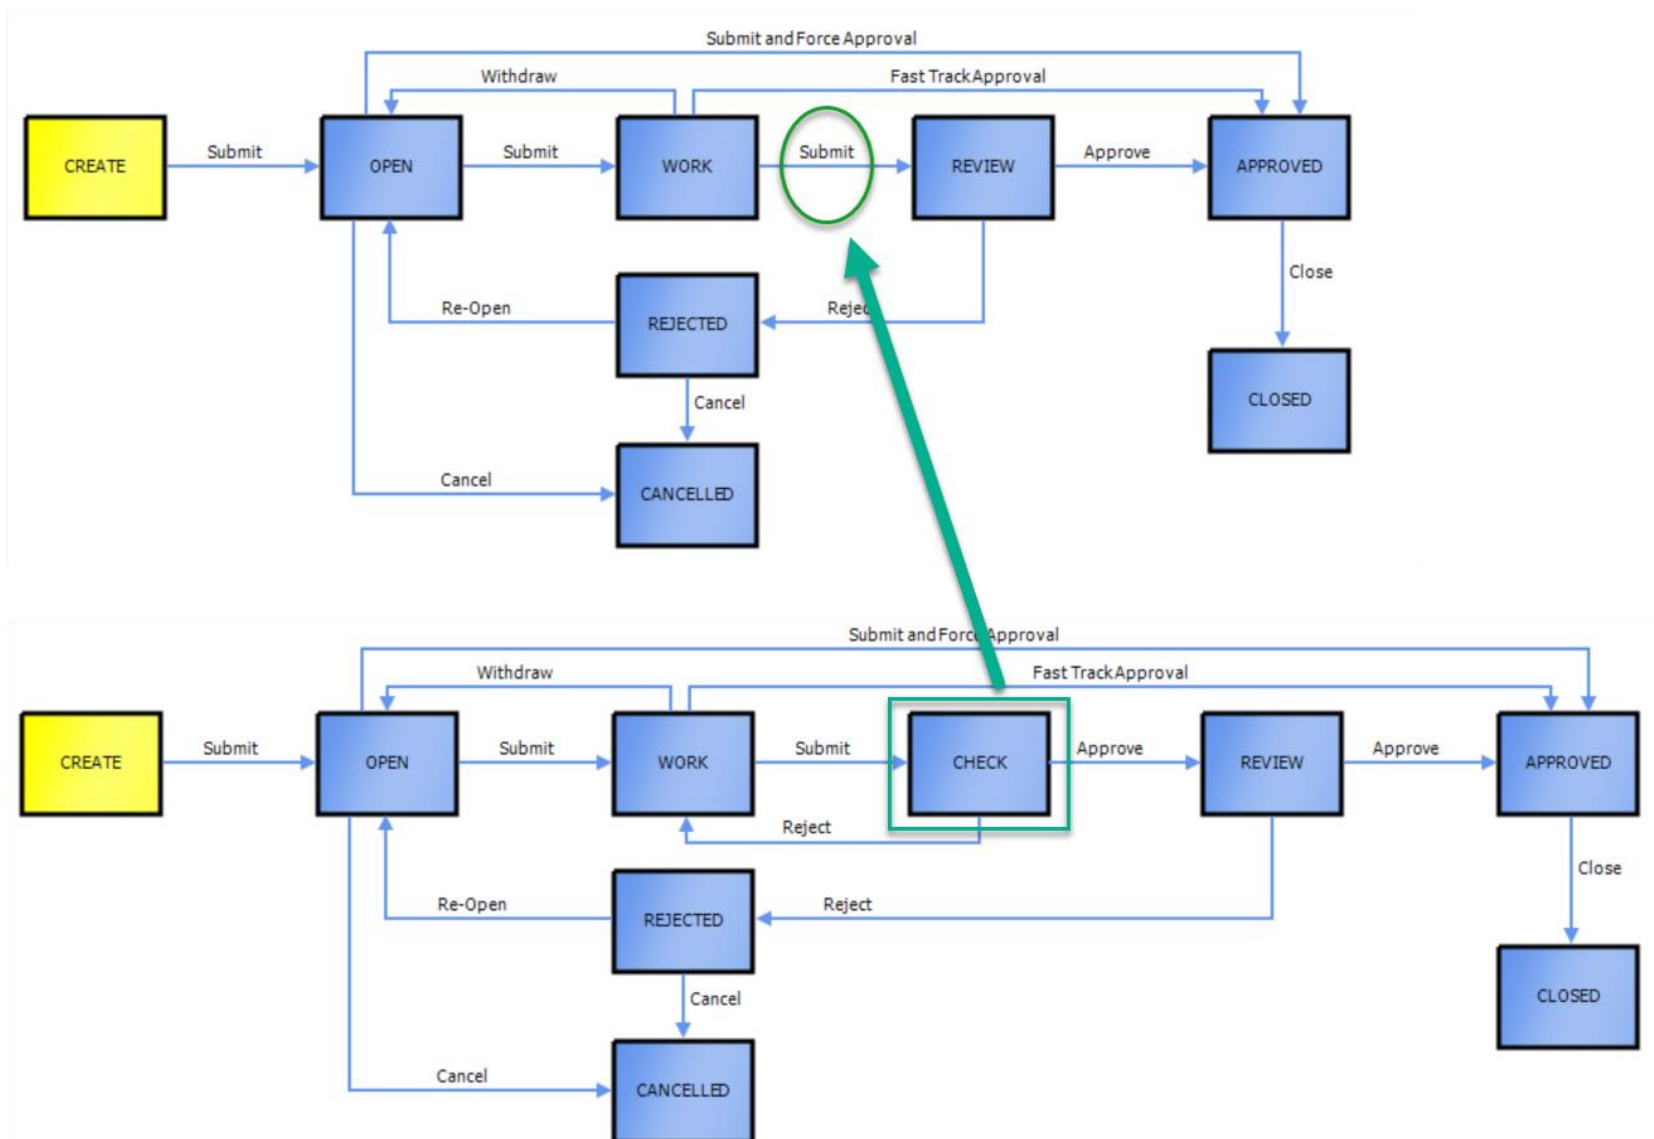 Submit and Force Approval
Withdraw
Fast Track Approval
CREATE
Submit
OPEN
Submit
WORK
Submit
REVIEW
Approve
APPROVED
Close
Re-Open
REJECTED
Cancel
CLOSED
Cancel
CANCELLED
Submit and Force Approval
Withdraw
Fast Track Approval
CREATE
Submit
OPEN
Submit
WORK
Submit
CHECK
Approve
REVIEW
Approve
APPROVED
Reject
Close
Re-Open
REJECTED
Reject
Cancel
CLOSED
Cancel
CANCELLED